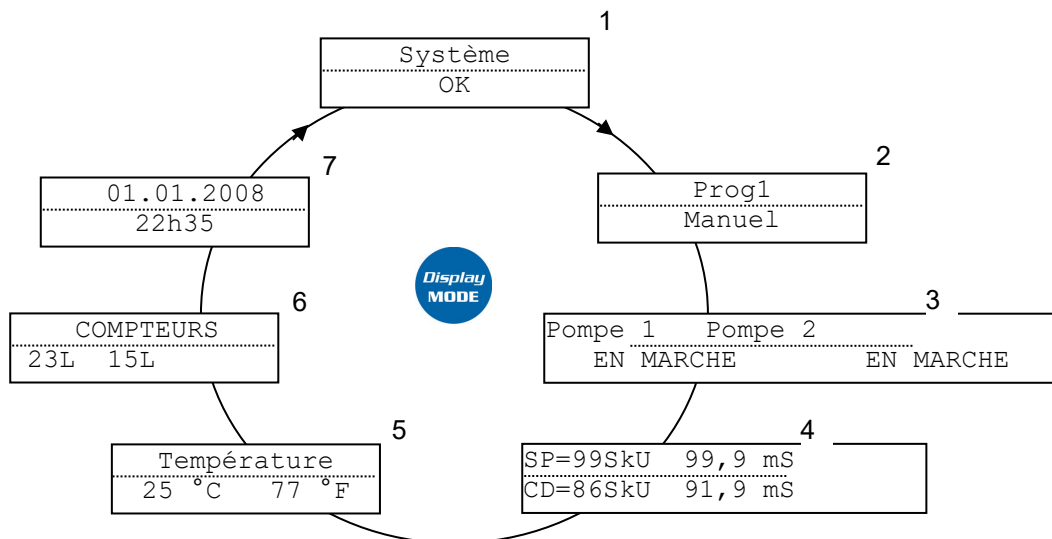 1
Système
OK
2
Prog1
Manuel
3
Pompe 1 Pompe 2
EN MARCHE EN MARCHE
4
SP=99SkU 99,9 mS
CD=86SkU 91,9 mS
5
Température
25 °C 77 °F
6
COMPTEURS
23L 15L
7
01.01.2008
22h35
Display
MODE